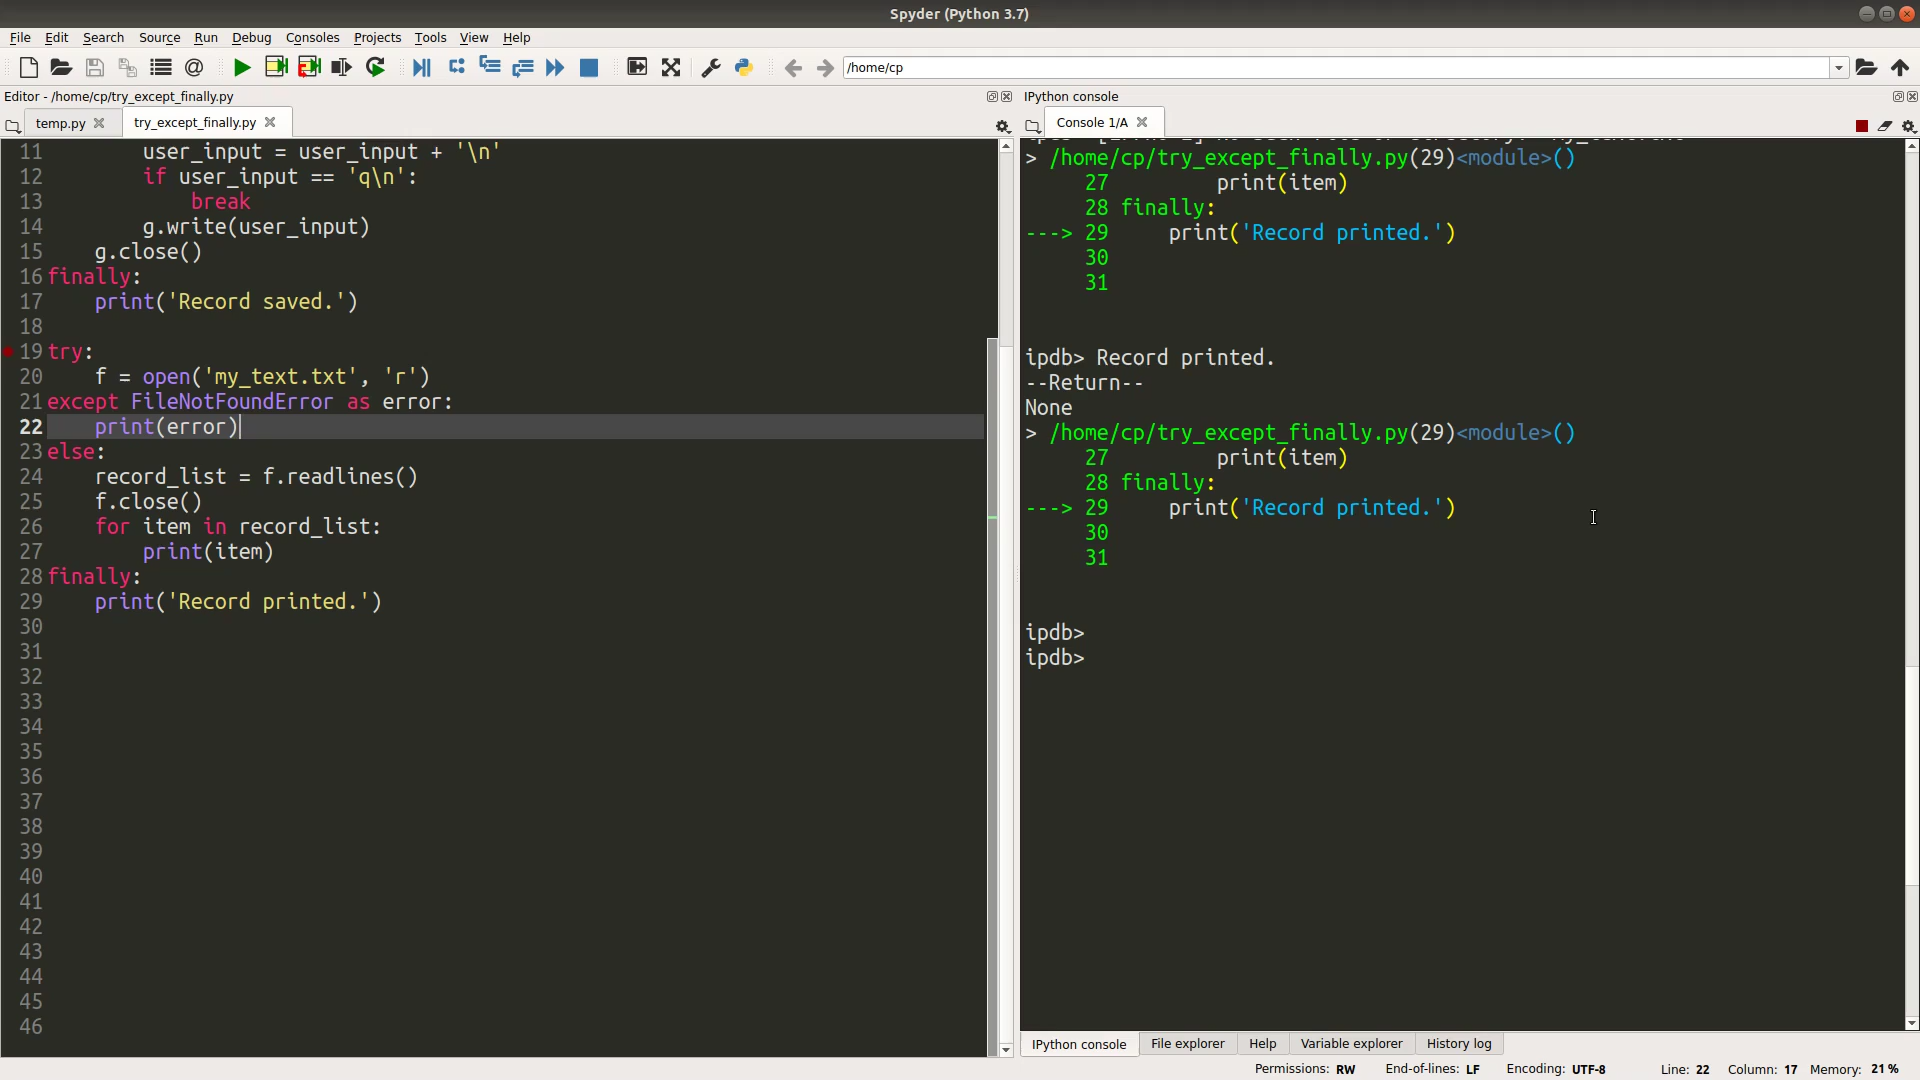 Spyder (Python 3.7)
File Edit Search Source Run Debug Consoles Projects Tools View Help
/home/cp
Editor - /home/cp/try_except_finally.py
temp.py
try_except_finally.py
11         user_input = user_input + '\n'
12         if user_input == 'q\n':
13             break
14         g.write(user_input)
15     g.close()
16 finally:
17     print('Record saved.')
18
19 try:
20     f = open('my_text.txt', 'r')
21 except FileNotFoundError as error:
22     print(error)
23 else:
24     record_list = f.readlines()
25     f.close()
26     for item in record_list:
27         print(item)
28 finally:
29     print('Record printed.')
30
31
32
33
34
35
36
37
38
39
40
41
42
43
44
45
46
IPython console
Console 1/A
> /home/cp/try_except_finally.py(29)<module>()
     27         print(item)
     28 finally:
---> 29     print('Record printed.')
     30
     31
ipdb> Record printed.
--Return--
None
> /home/cp/try_except_finally.py(29)<module>()
     27         print(item)
     28 finally:
---> 29     print('Record printed.')
     30
     31
ipdb>
ipdb>
IPython console File explorer Help Variable explorer History log
Permissions: RW End-of-lines: LF Encoding: UTF-8 Line: 22 Column: 17 Memory: 21 %